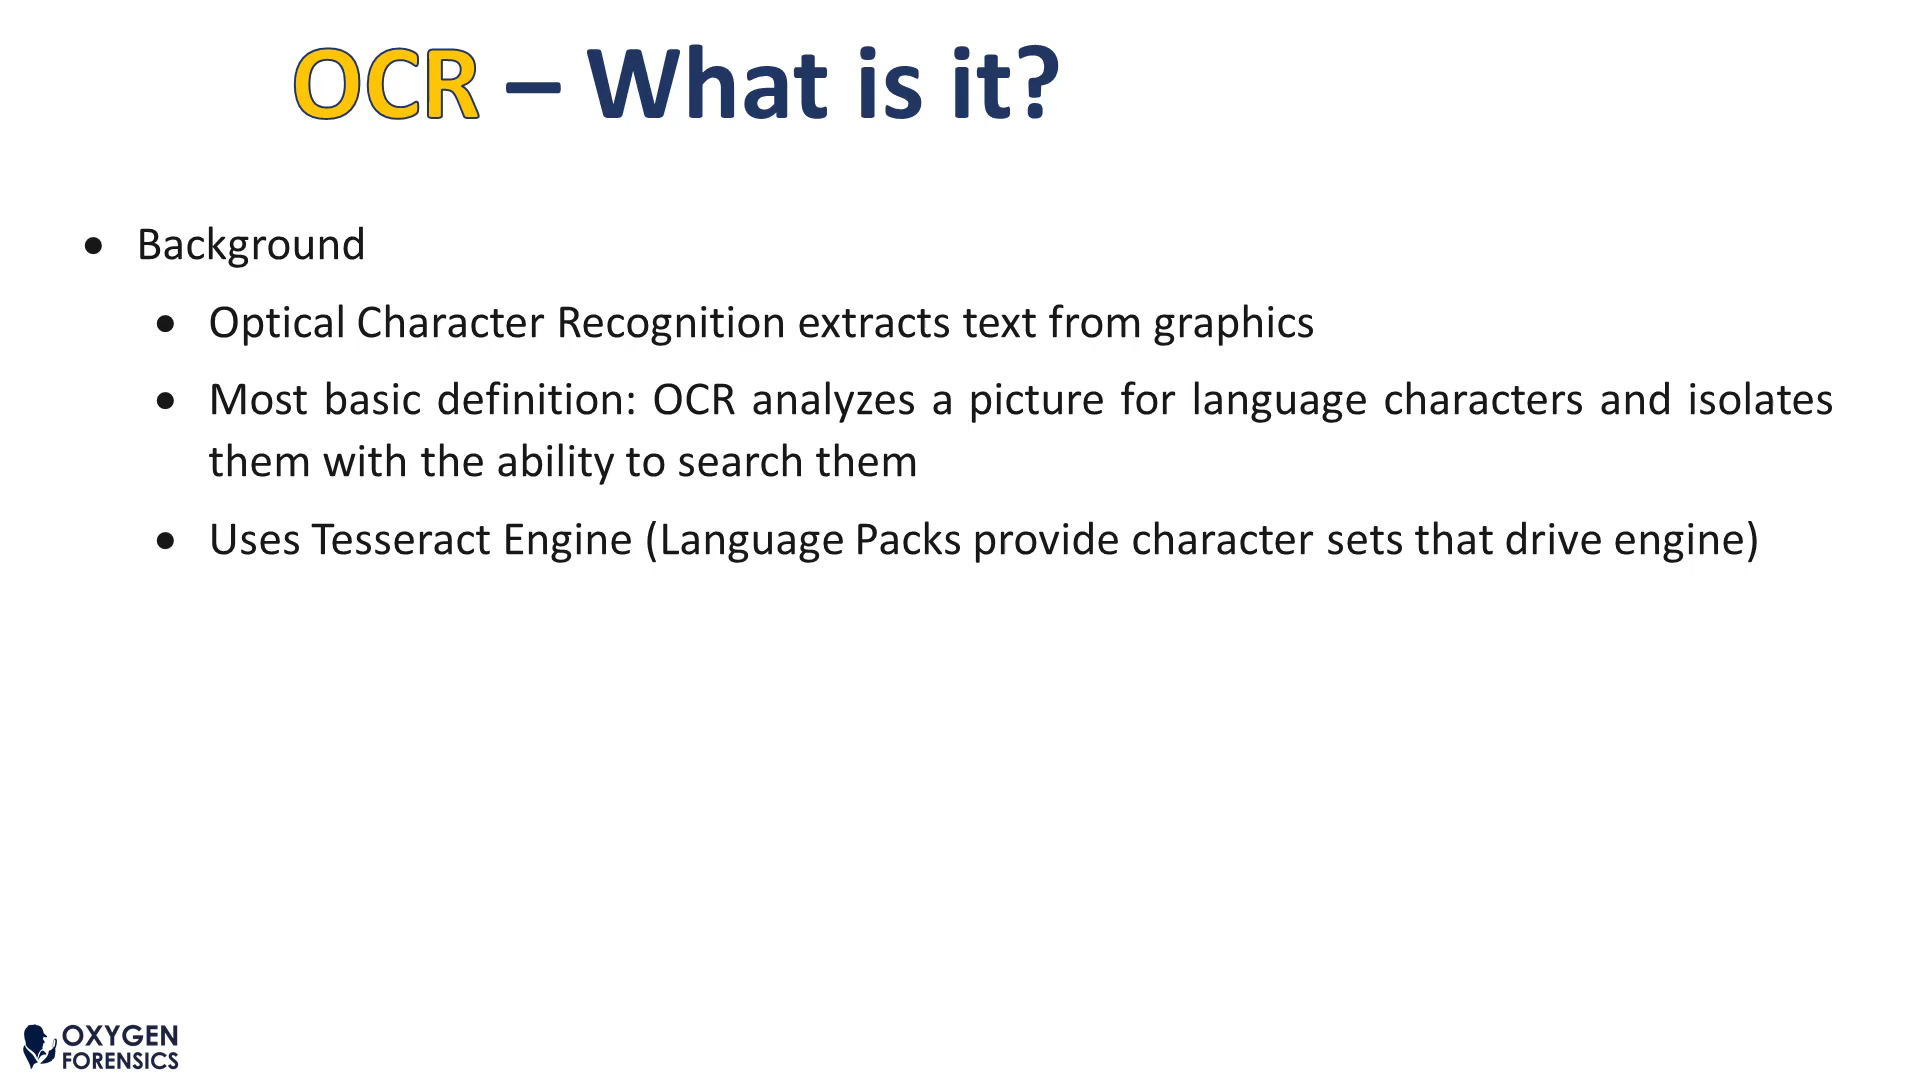 OCR – What is it?
• Background
• Optical Character Recognition extracts text from graphics
• Most basic definition: OCR analyzes a picture for language characters and isolates
them with the ability to search them
• Uses Tesseract Engine (Language Packs provide character sets that drive engine)
OXYGEN
FORENSICS